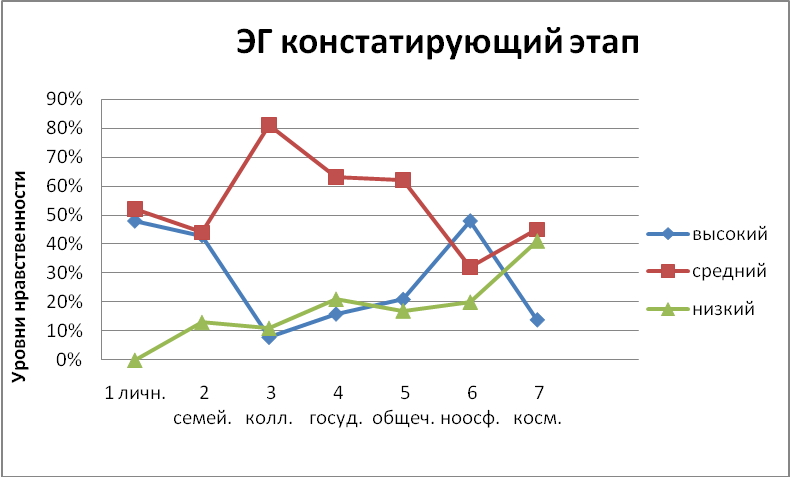 ЭГ констатирующий этап
Уровни нравственности
90%
80%
70%
60%
50%
40%
30%
20%
10%
0%
1 личн. 2 3 4 5 6 7
семей. колл. госуд. общеч. ноосф. косм.
высокий
средний
низкий